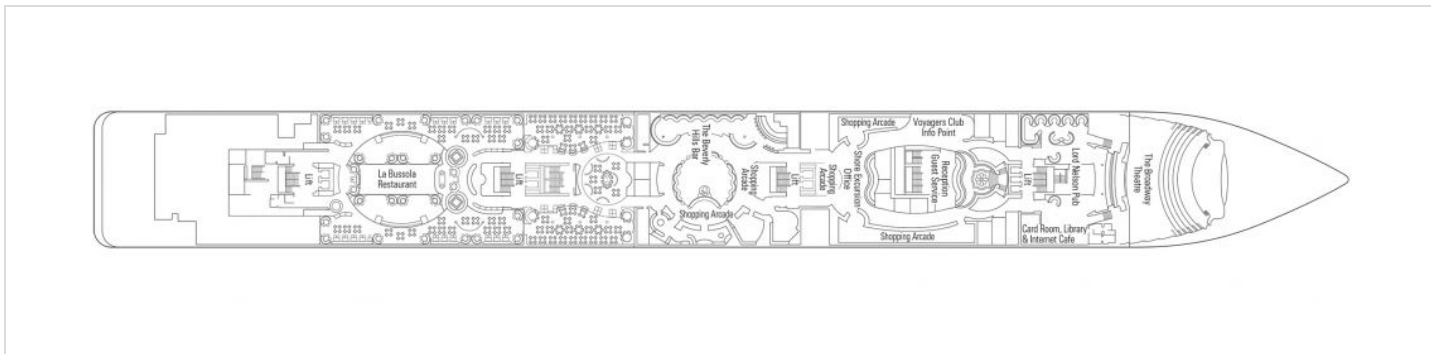 Lift
La Bussola
Restaurant
Lift
The Beverly
Hills Bar
Shopping
Arcade
Shopping Arcade
Lift
Shopping
Arcade
Shopping Arcade
Voyagers Club
Info Point
Shore Excursion
Office
Reception
Guest Service
Shopping Arcade
Lift
Lord Nelson Pub
Card Room, Library
& Internet Cafe
The Broadway
Theatre